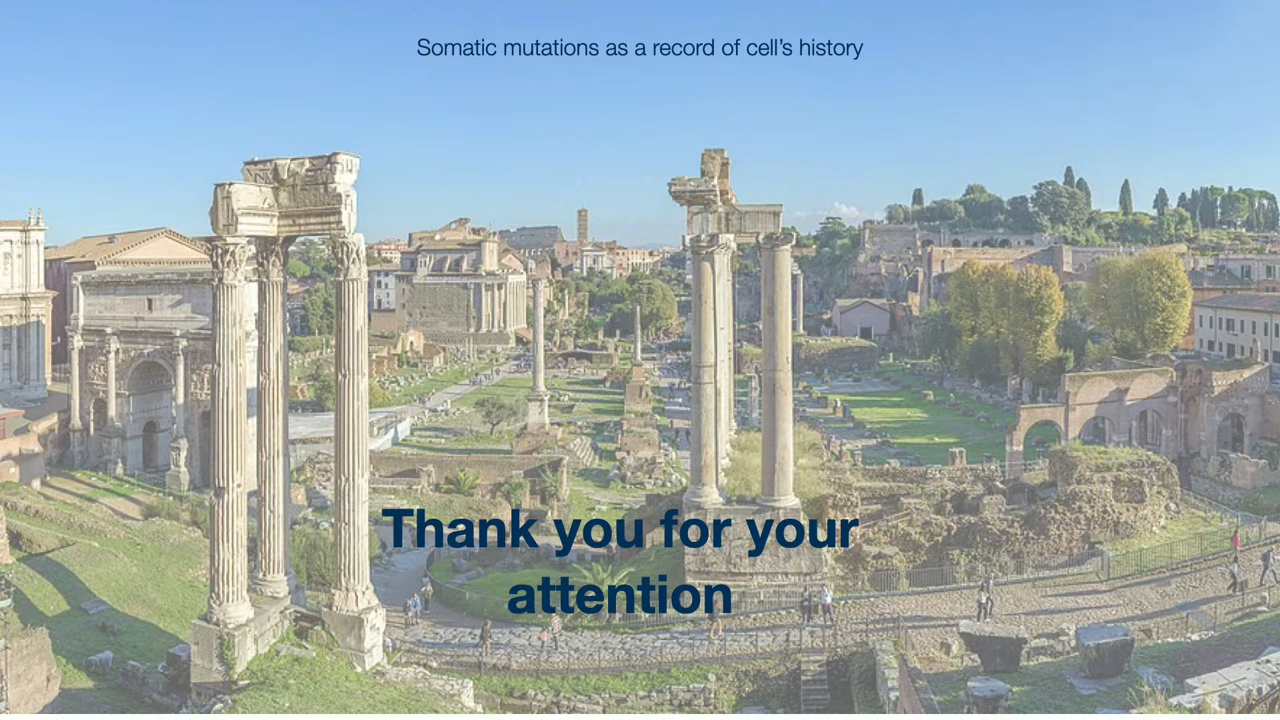 Somatic mutations as a record of cell’s history
Thank you for your
attention